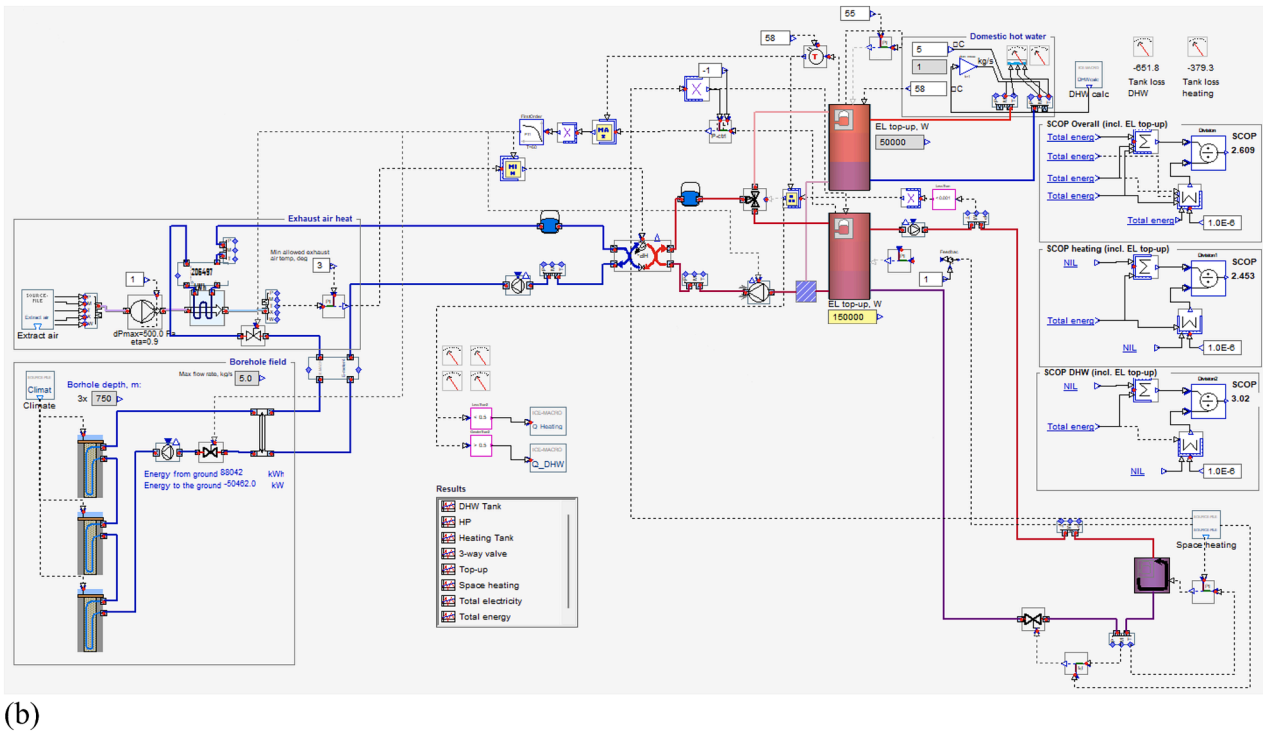 55
58
Domestic hot water
5
°C
1
kg/s
58
°C
DHW calc
-651.8
Tank loss
DHW
-379.3
Tank loss
heating
-1
EL top-up, W
50000
SCOP Overall (incl. EL top-up)
Total energ
Total energ
Total energ
Total energ
Division
SCOP
2.609
1.0E-6
Exhaust air heat
206497
Min allowed exhaust
air temp, deg
3
1
Extract air
Extract air
dPmax=500.0 Pa
eta=0.9
EL top-up, W
150000
1
SCOP heating (incl. EL top-up)
NIL
Total energ
Division1
SCOP
2.453
NIL
1.0E-6
Borehole field
Climat
Climate
Borehole depth, m:
3x
750
Max flow rate, kg/s
5.0
Energy from ground 88042 kWh
Energy to the ground -50462.0 kW
SCOP DHW (incl. EL top-up)
NIL
Total energ
Division2
SCOP
3.02
NIL
1.0E-6
Q Heating
Q_DHW
Results
DHW Tank
HP
Heating Tank
3-way valve
Top-up
Space heating
Total electricity
Total energy
Space heating
(b)